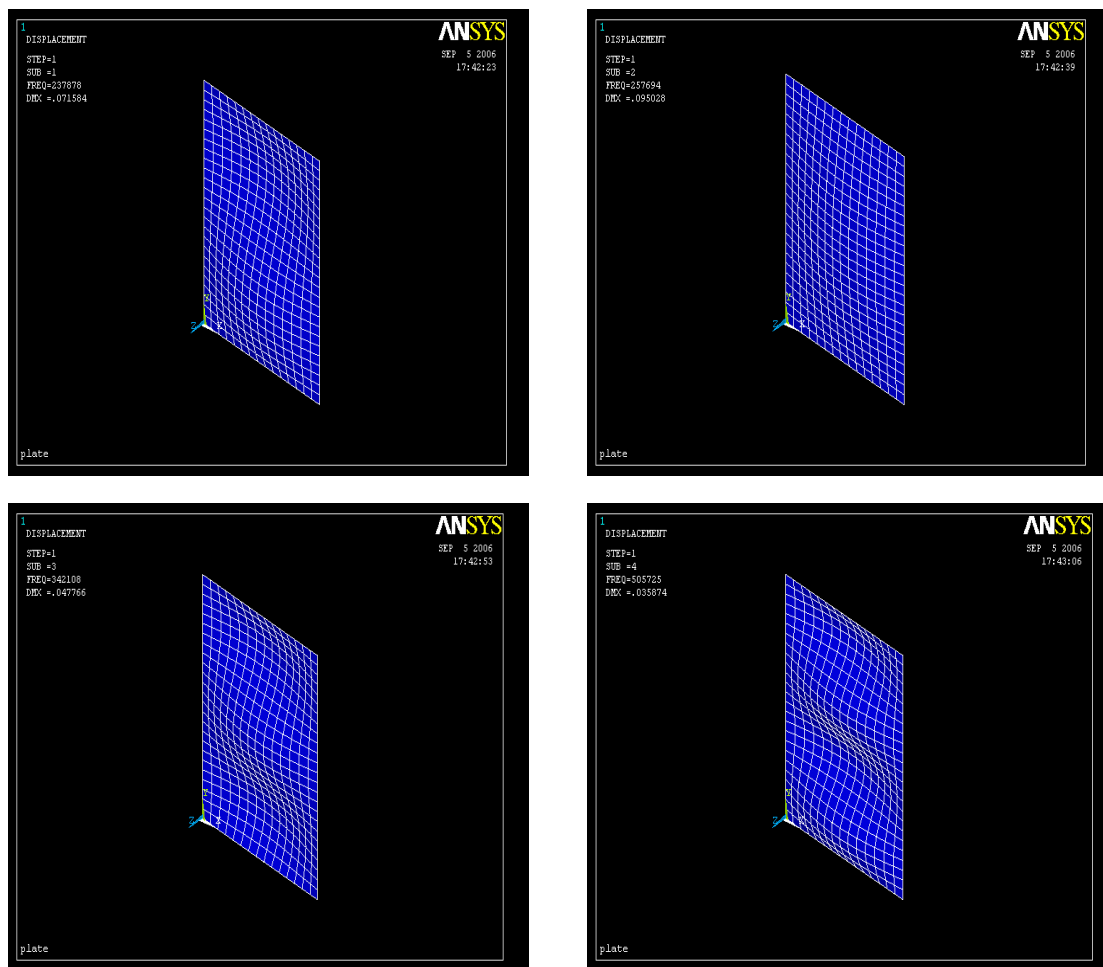 1
DISPLACEMENT
STEP=1
SUB =1
FREQ=237878
DMX =.071584
ANSYS
SEP 5 2006
17:42:23
Y
Z X
plate
1
DISPLACEMENT
STEP=1
SUB =2
FREQ=257694
DMX =.095028
ANSYS
SEP 5 2006
17:42:39
Y
Z X
plate
1
DISPLACEMENT
STEP=1
SUB =3
FREQ=342108
DMX =.047766
ANSYS
SEP 5 2006
17:42:53
Y
Z X
plate
1
DISPLACEMENT
STEP=1
SUB =4
FREQ=505725
DMX =.035874
ANSYS
SEP 5 2006
17:43:06
Y
Z X
plate